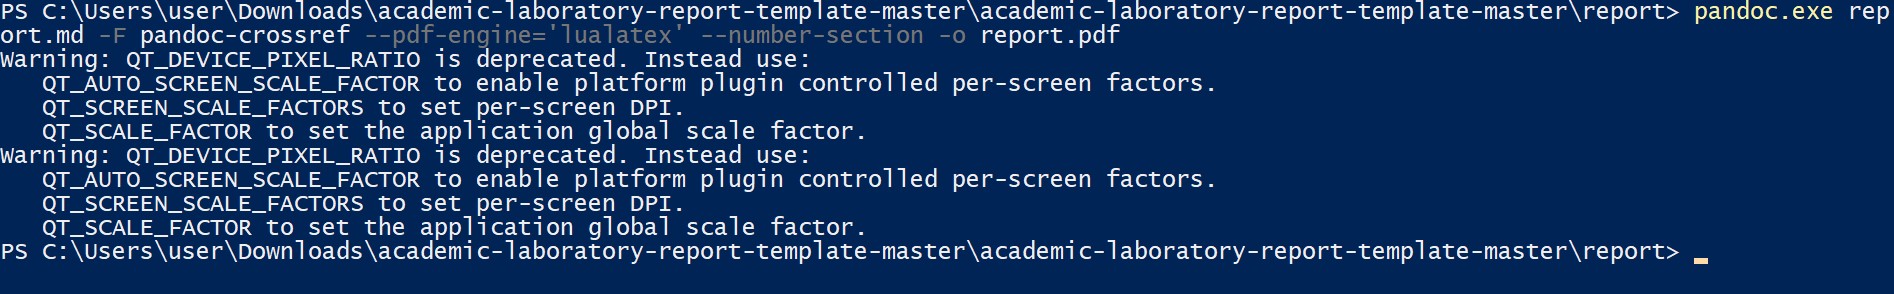 PS C:\Users\user\Downloads\academic-laboratory-report-template-master\academic-laboratory-report-template-master\report> pandoc.exe rep
ort.md -F pandoc-crossref --pdf-engine='lualatex' --number-section -o report.pdf
Warning: QT_DEVICE_PIXEL_RATIO is deprecated. Instead use:
   QT_AUTO_SCREEN_SCALE_FACTOR to enable platform plugin controlled per-screen factors.
   QT_SCREEN_SCALE_FACTORS to set per-screen DPI.
   QT_SCALE_FACTOR to set the application global scale factor.
Warning: QT_DEVICE_PIXEL_RATIO is deprecated. Instead use:
   QT_AUTO_SCREEN_SCALE_FACTOR to enable platform plugin controlled per-screen factors.
   QT_SCREEN_SCALE_FACTORS to set per-screen DPI.
   QT_SCALE_FACTOR to set the application global scale factor.
PS C:\Users\user\Downloads\academic-laboratory-report-template-master\academic-laboratory-report-template-master\report>